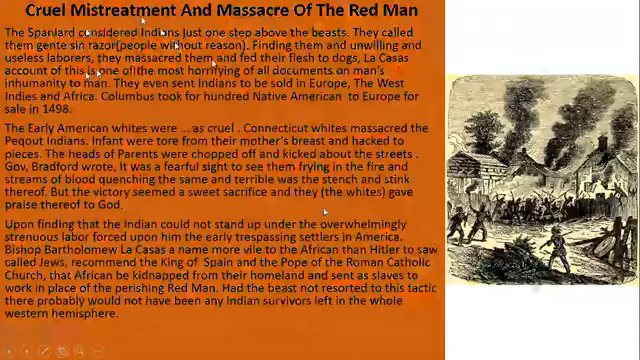 Cruel Mistreatment And Massacre Of The Red Man
The Spaniard considered Indians Just one step above the beasts. They called
them gente sin razor(people without reason). Finding them and unwilling and
useless laborers, they massacred them and fed their flesh to dogs, La Casas
account of this is one of the most horrifying of all documents on man's
inhumanity to man. They even sent Indians to be sold in Europe, The West
Indies and Africa. Columbus took for hundred Native American to Europe for
sale in 1498.
The Early American whites were ... as cruel . Connecticut whites massacred the
Peqout Indians. Infant were tore from their mother's breast and hacked to
pieces. The heads of Parents were chopped off and kicked about the streets .
Gov, Bradford wrote, It was a fearful sight to see them frying in the fire and
streams of blood quenching the same and terrible was the stench and stink
thereof. But the victory seemed a sweet sacrifice and they (the whites) gave
praise thereof to God.
Upon finding that the Indian could not stand up under the overwhelmingly
strenuous labor forced upon him the early trespassing settlers in America.
Bishop Bartholomew La Casas a name more vile to the African than Hitler to saw
called Jews, recommend the King of Spain and the Pope of the Roman Catholic
Church, that African be kidnapped from their homeland and sent as slaves to
work in place of the perishing Red Man. Had the beast not resorted to this tactic
there probably would not have been any Indian survivors left in the whole
western hemisphere.